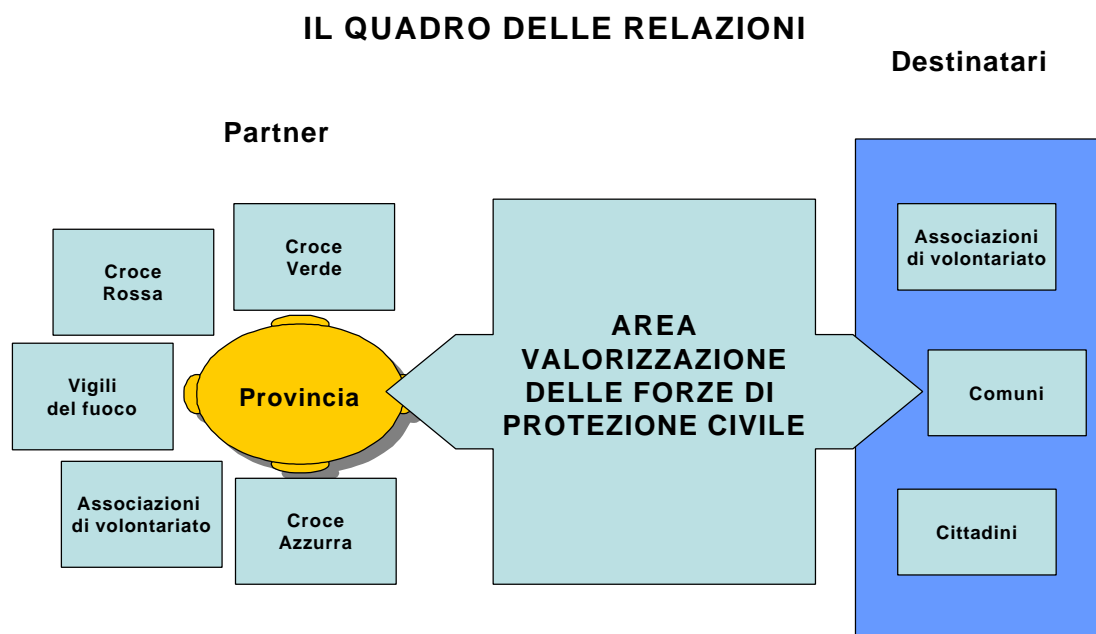 IL QUADRO DELLE RELAZIONI
Destinatari
Partner
Croce
Verde
Croce
Rossa
Vigili
del fuoco
Provincia
Associazioni
di volontariato
Croce
Azzurra
AREA
VALORIZZAZIONE
DELLE FORZE DI
PROTEZIONE CIVILE
Associazioni
di volontariato
Comuni
Cittadini